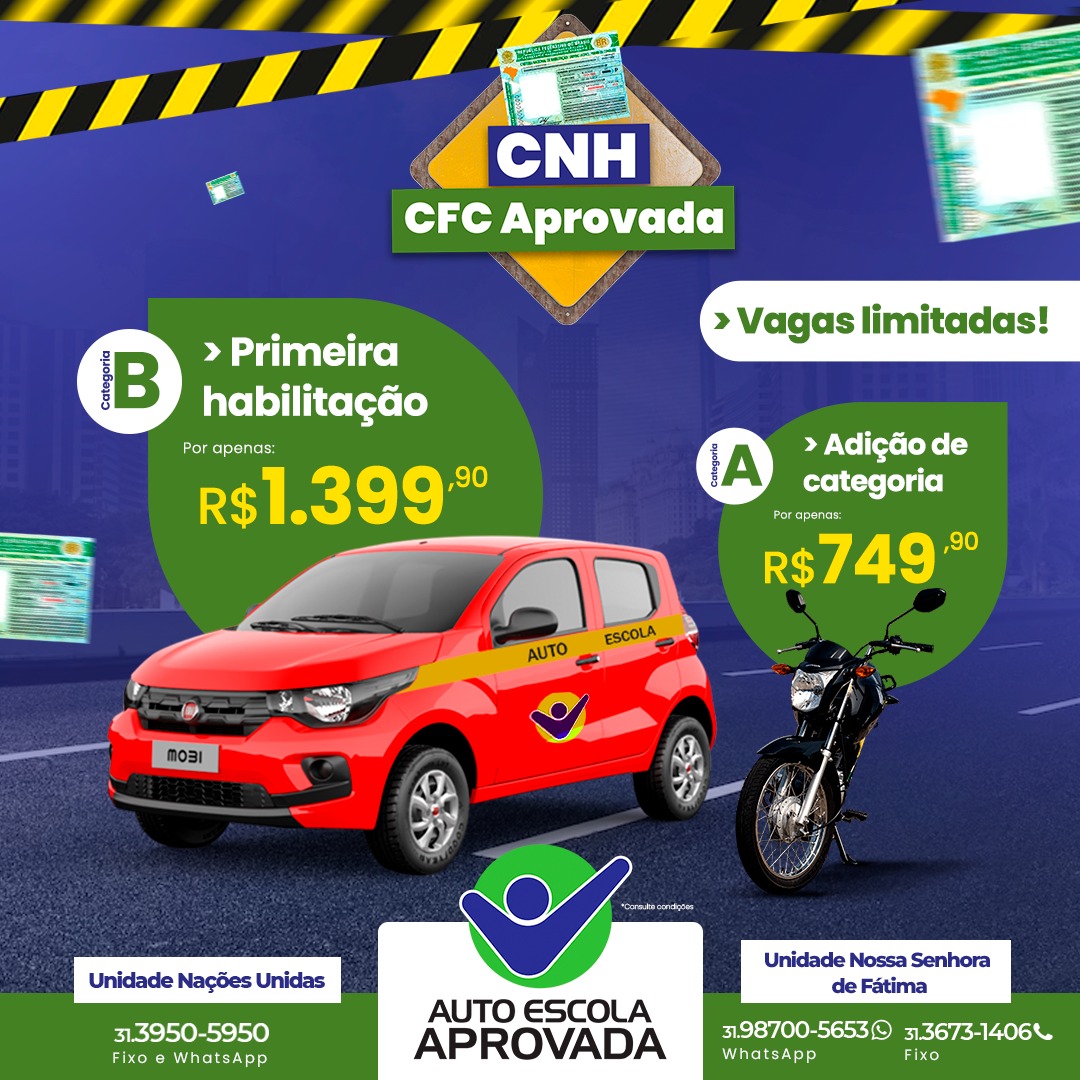 BR
CNH
CFC Aprovada
> Vagas limitadas!
Categoria
B
> Primeira
habilitação
Por apenas:
R$1.399,90
Categoria
A
> Adição de
categoria
Por apenas:
R$749,90
AUTO ESCOLA
MOBI
GOODYEAR
*Consulte condições
Unidade Nações Unidas
31.3950-5950
Fixo e WhatsApp
AUTO ESCOLA
APROVADA
Unidade Nossa Senhora
de Fátima
31.98700-5653
WhatsApp
31.3673-1406
Fixo